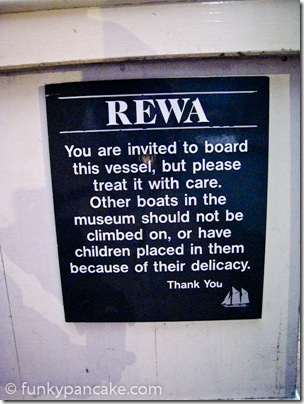 REWA
You are invited to board
this vessel, but please
treat it with care.
Other boats in the
museum should not be
climbed on, or have
children placed in them
because of their delicacy.
Thank You
© funkypancake.com